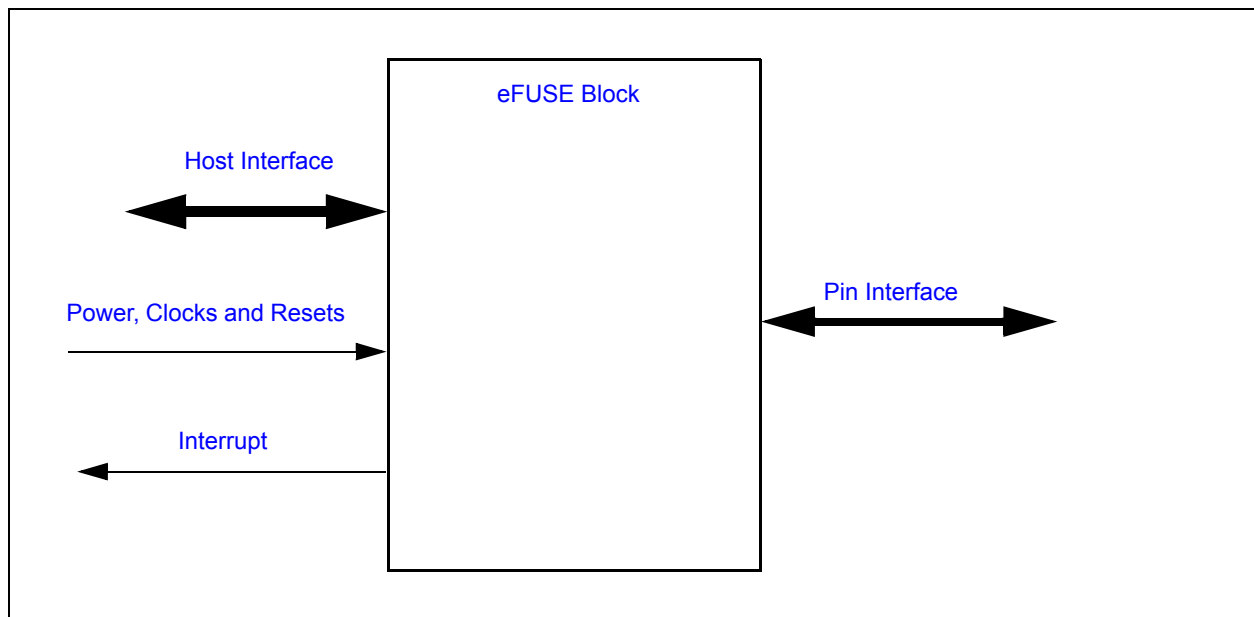 eFUSE Block
Host Interface
Pin Interface
Power, Clocks and Resets
Interrupt